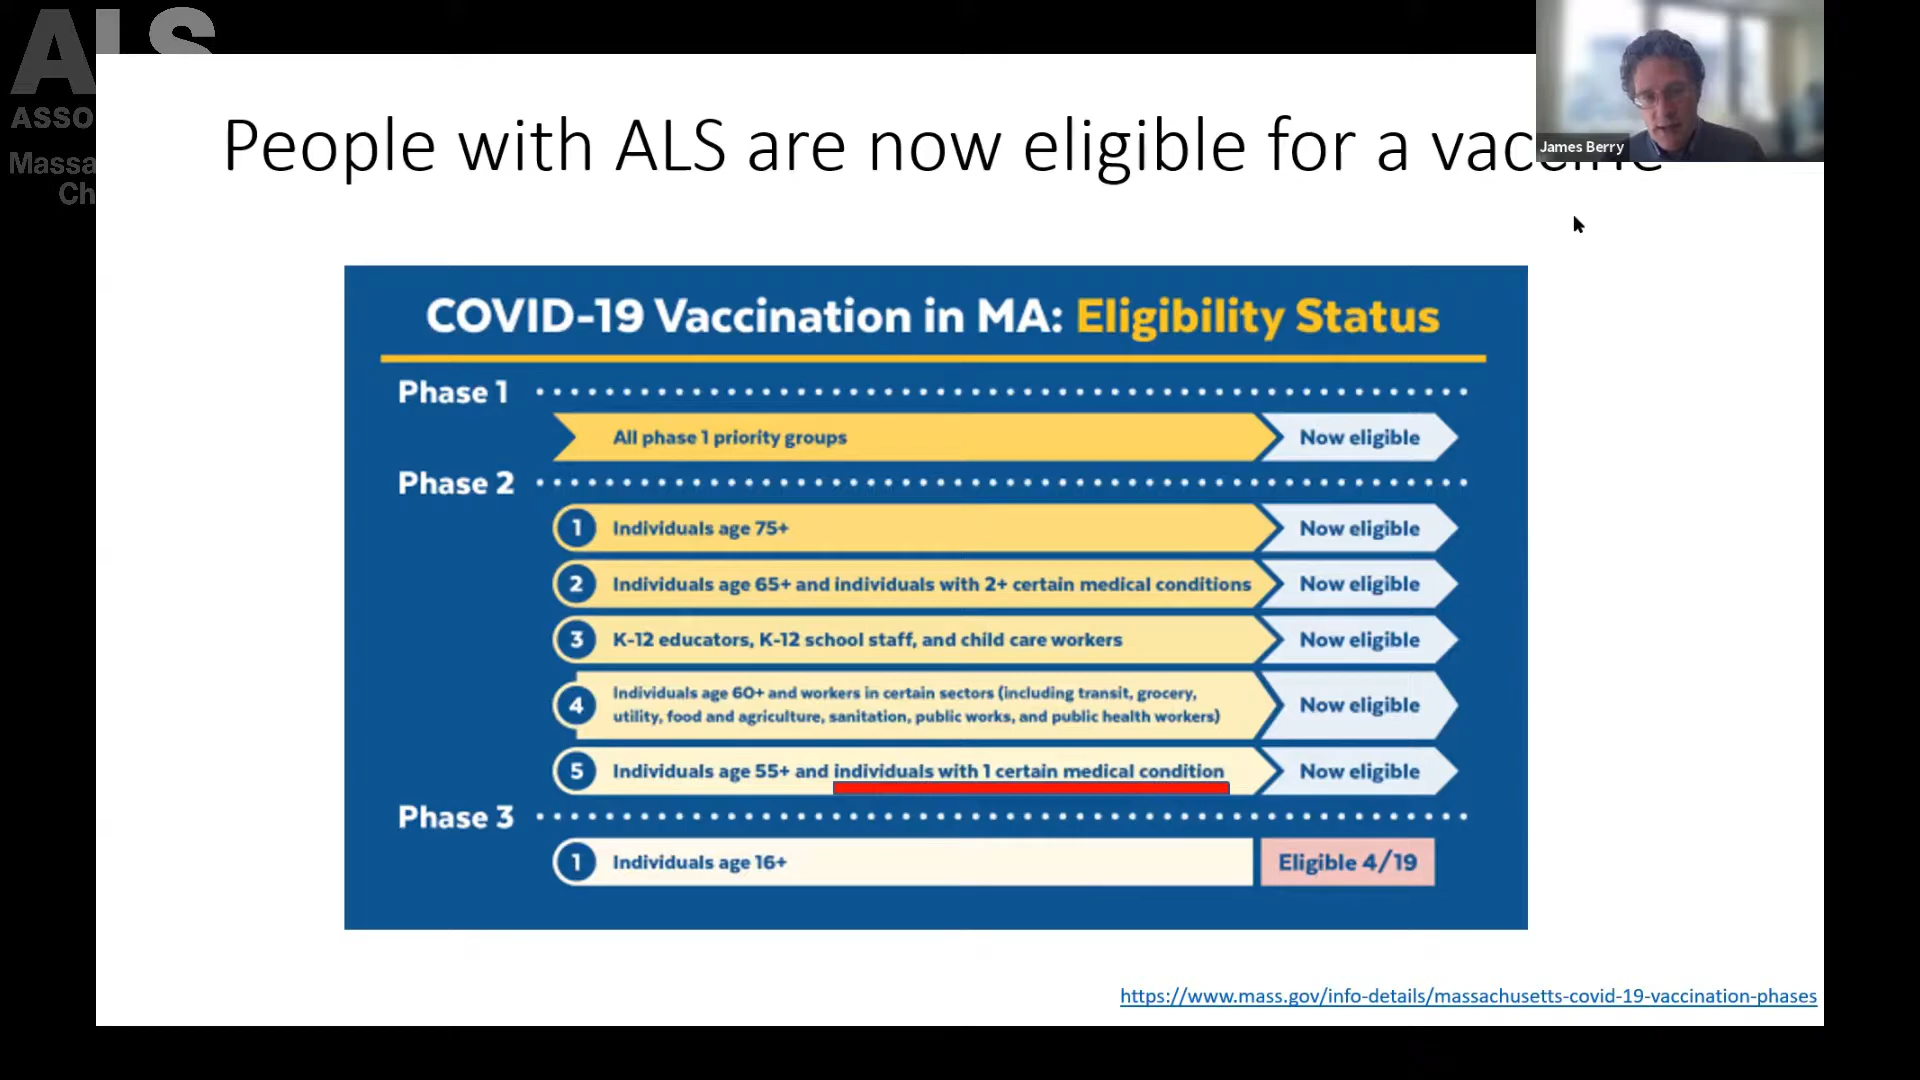 ALS
ASSO
Massa
Ch
People with ALS are now eligible for a vaccine
James Berry
COVID-19 Vaccination in MA: Eligibility Status
Phase 1
All phase 1 priority groups
Now eligible
Phase 2
1 Individuals age 75+
Now eligible
2 Individuals age 65+ and individuals with 2+ certain medical conditions
Now eligible
3 K-12 educators, K-12 school staff, and child care workers
Now eligible
4 Individuals age 60+ and workers in certain sectors (including transit, grocery,
utility, food and agriculture, sanitation, public works, and public health workers)
Now eligible
5 Individuals age 55+ and individuals with 1 certain medical condition
Now eligible
Phase 3
1 Individuals age 16+
Eligible 4/19
https://www.mass.gov/info-details/massachusetts-covid-19-vaccination-phases